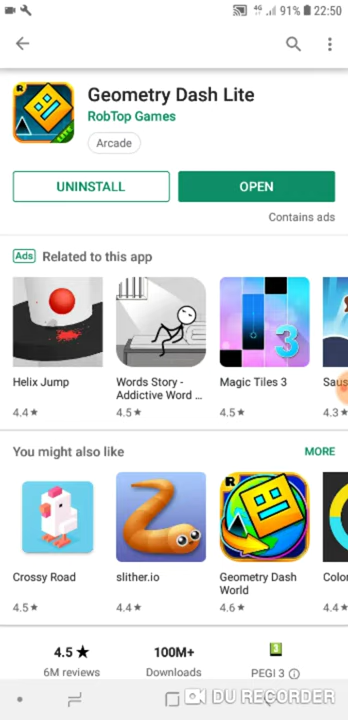 4G 91% 22:50
Geometry Dash Lite
RobTop Games
Arcade
UNINSTALL
OPEN
Contains ads
Ads Related to this app
Helix Jump
4.4★
Words Story -
Addictive Word ...
4.5★
Magic Tiles 3
4.5★
Saus
4.3★
You might also like
MORE
Crossy Road
4.5★
slither.io
4.4★
Geometry Dash
World
4.6★
Color
4.4★
4.5★
6M reviews
100M+
Downloads
3
PEGI 3
DU RECORDER